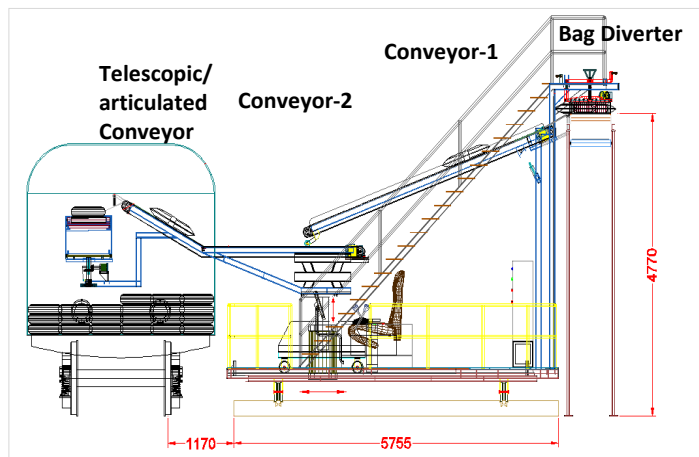 Bag Diverter
Conveyor-1
Telescopic/
articulated
Conveyor
Conveyor-2
4770
1170
5755